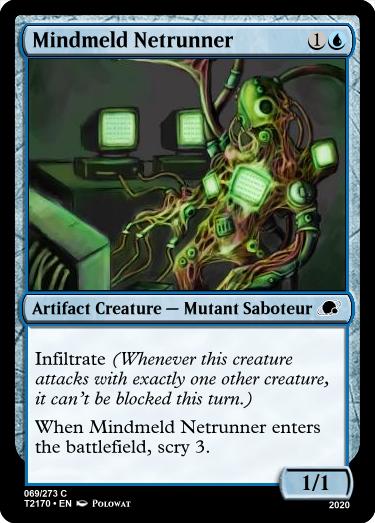 Mindmeld Netrunner 1
Artifact Creature — Mutant Saboteur
Infiltrate (Whenever this creature
attacks with exactly one other creature,
it can't be blocked this turn.)
When Mindmeld Netrunner enters
the battlefield, scry 3.
1/1
069/273 C
T2170 • EN Polowat
2020